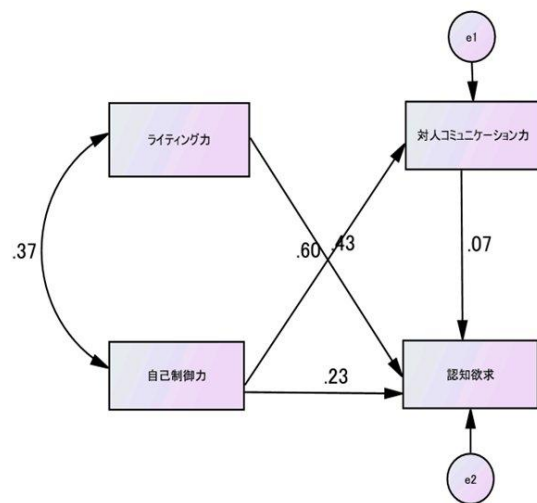 e1
ライティング力
対人コミュニケーション力
.37
.60
.43
.07
自己制御力
.23
認知欲求
e2